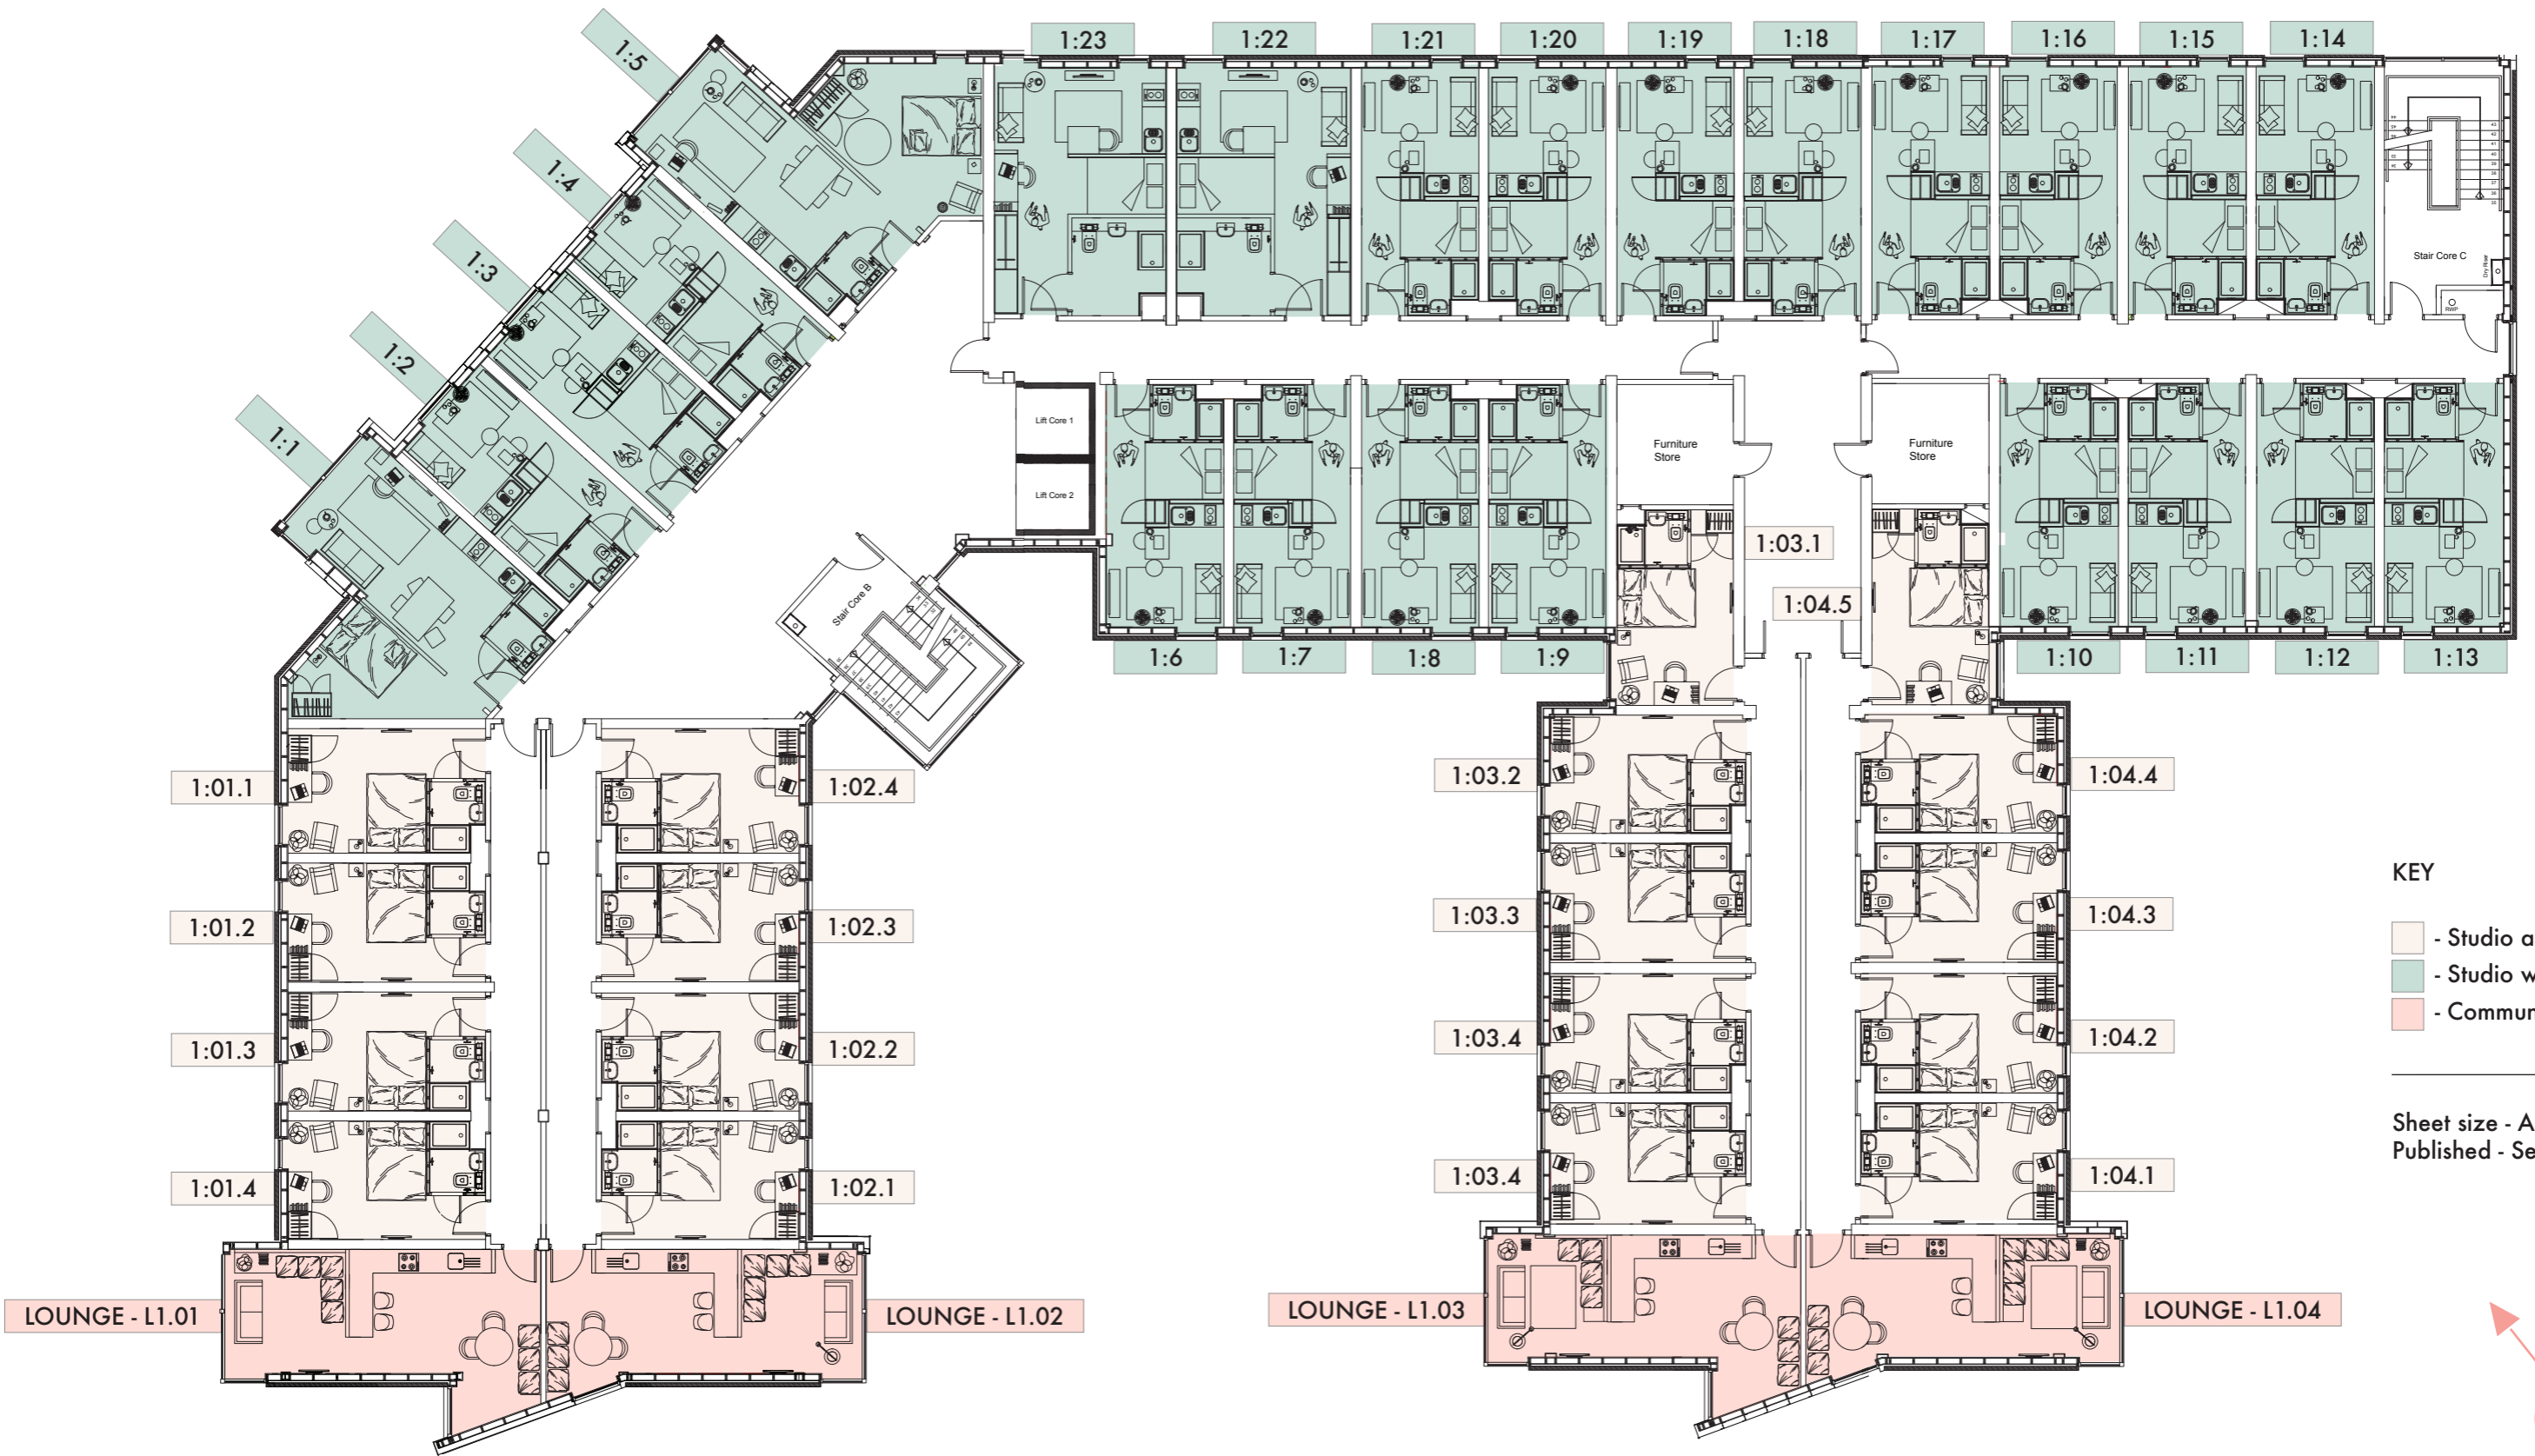 1:5
1:23
1:22
1:21
1:20
1:19
1:18
1:17
1:16
1:15
1:14
1:4
1:3
1:2
1:1
Stair Core C
Dry Riser
RWP
Lift Core 1
Lift Core 2
Furniture
Store
Furniture
Store
1:03.1
1:04.5
Stair Core B
1:6
1:7
1:8
1:9
1:10
1:11
1:12
1:13
1:01.1
1:02.4
1:03.2
1:04.4
1:01.2
1:02.3
1:03.3
1:04.3
1:01.3
1:02.2
1:03.4
1:04.2
1:01.4
1:02.1
1:03.4
1:04.1
KEY
- Studio a
- Studio w
- Commun
Sheet size - A
Published - Se
LOUNGE - L1.01
LOUNGE - L1.02
LOUNGE - L1.03
LOUNGE - L1.04